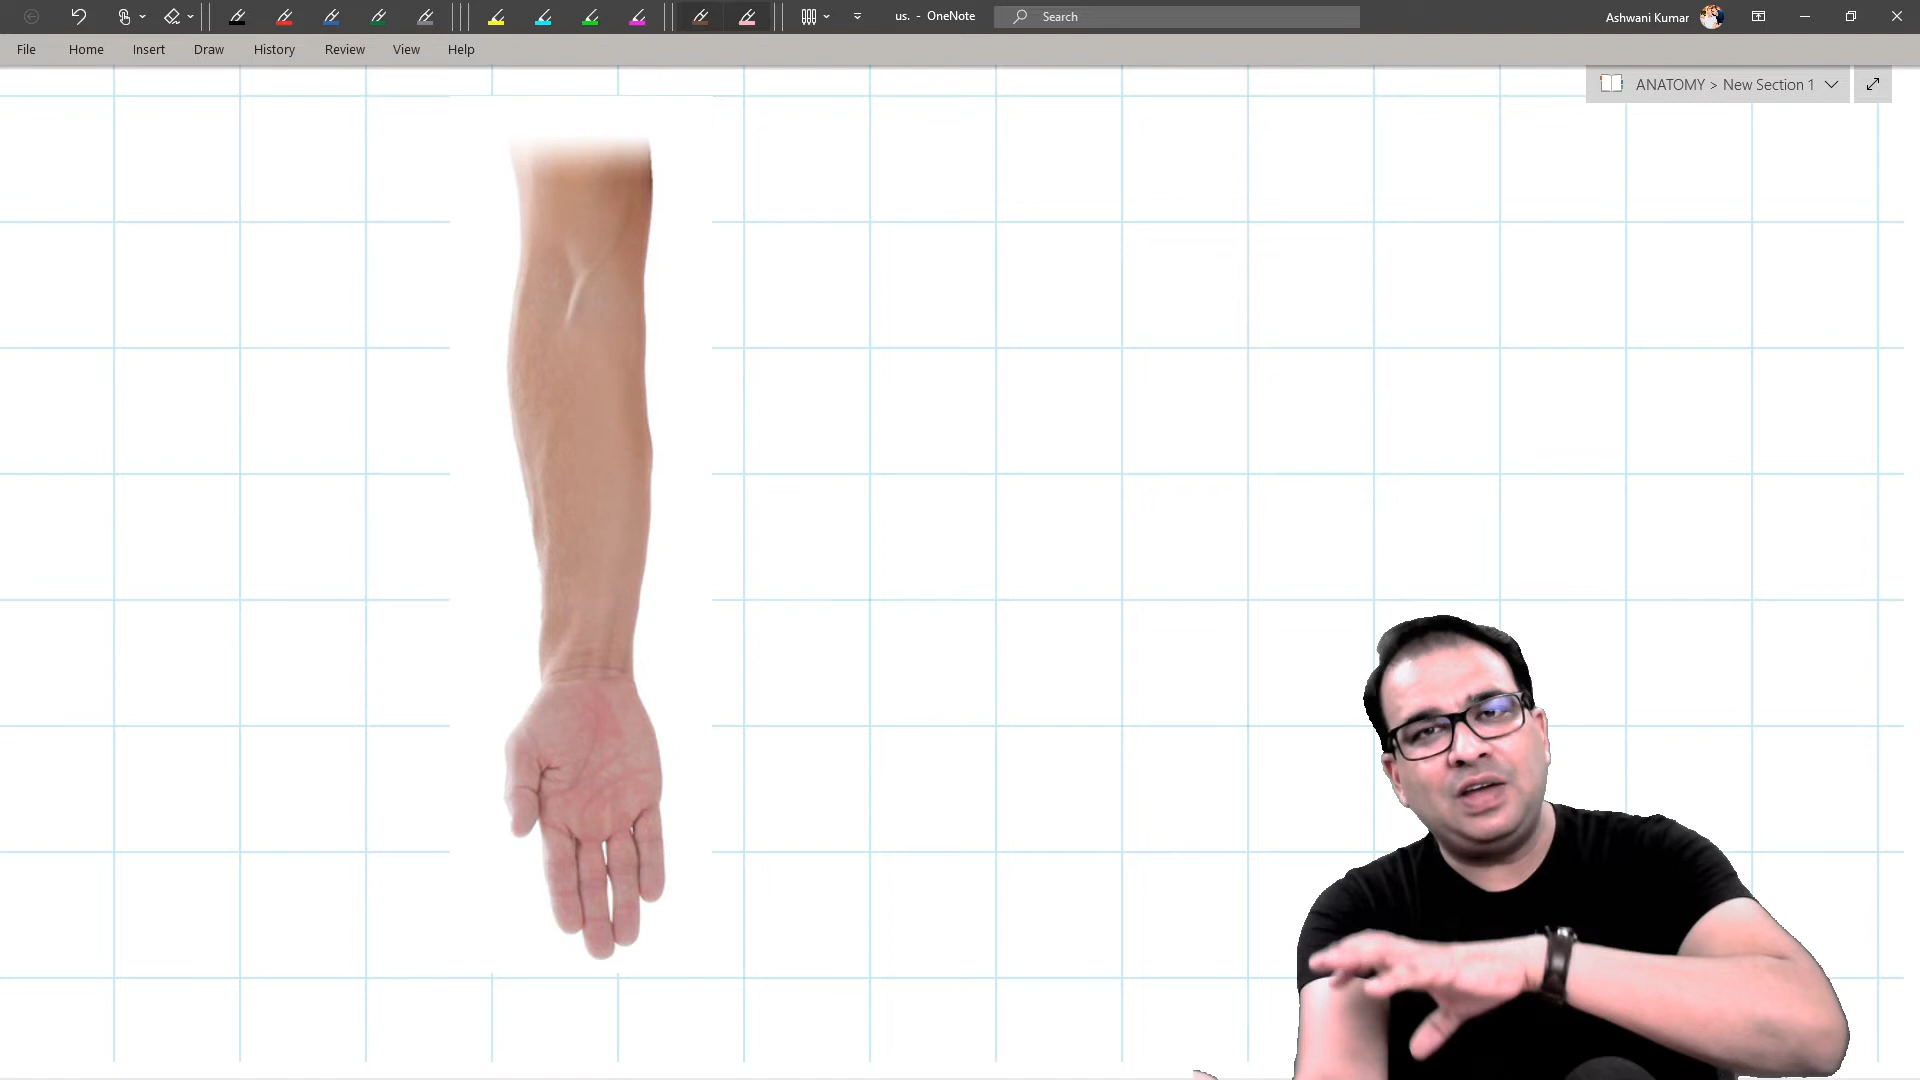 us. - OneNote
Search
Ashwani Kumar
File Home Insert Draw History Review View Help
ANATOMY > New Section 1